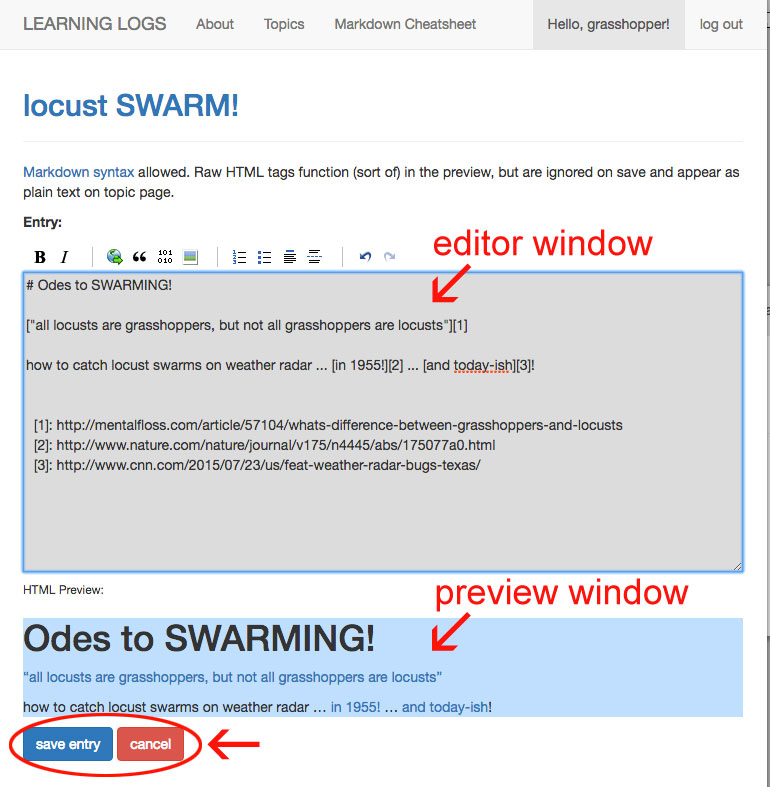 LEARNING LOGS About Topics Markdown Cheatsheet Hello, grasshopper! log out
locust SWARM!
Markdown syntax allowed. Raw HTML tags function (sort of) in the preview, but are ignored on save and appear as
plain text on topic page.
Entry:
editor window
B I 101 010
# Odes to SWARMING!
["all locusts are grasshoppers, but not all grasshoppers are locusts"][1]
how to catch locust swarms on weather radar ... [in 1955!][2] ... [and today-ish][3]!
[1]: http://mentalfloss.com/article/57104/whats-difference-between-grasshoppers-and-locusts
[2]: http://www.nature.com/nature/journal/v175/n4445/abs/175077a0.html
[3]: http://www.cnn.com/2015/07/23/us/feat-weather-radar-bugs-texas/
HTML Preview:
preview window
Odes to SWARMING!
“all locusts are grasshoppers, but not all grasshoppers are locusts”
how to catch locust swarms on weather radar … in 1955! … and today-ish!
save entry cancel